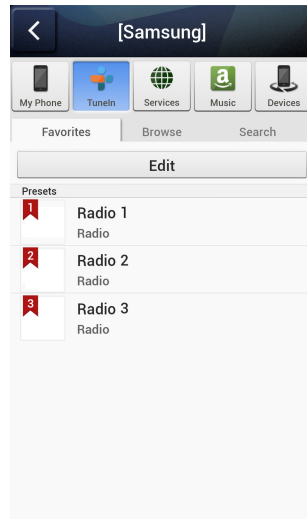 [Samsung]
My Phone TuneIn Services Music Devices
Favorites Browse Search
Edit
Presets
1
Radio 1
Radio
2
Radio 2
Radio
3
Radio 3
Radio